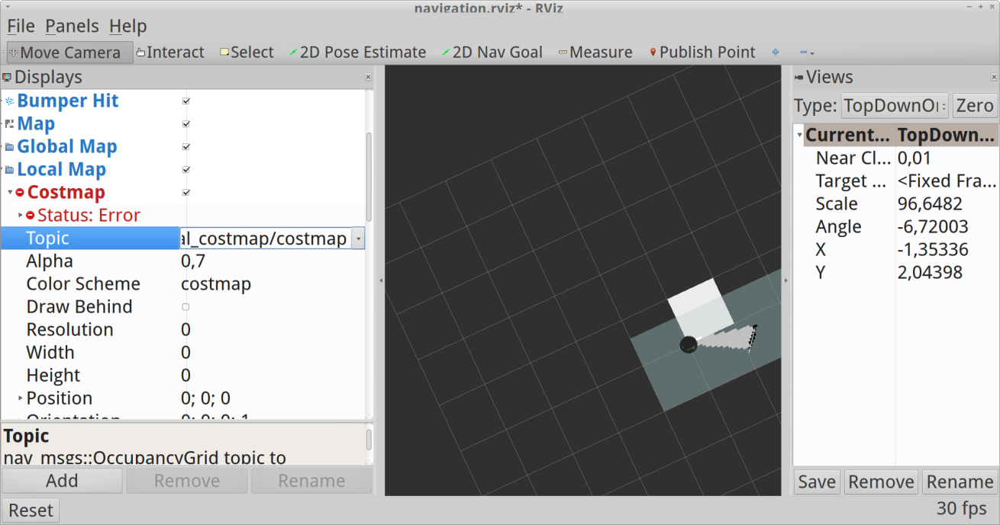 navigation.rviz* - RViz
File Panels Help
Move Camera Interact Select 2D Pose Estimate 2D Nav Goal Measure Publish Point
Displays
Bumper Hit
Map
Global Map
Local Map
Costmap
Status: Error
Topic al_costmap/costmap
Alpha 0,7
Color Scheme costmap
Draw Behind
Resolution 0
Width 0
Height 0
Position 0; 0; 0
Orientation 0; 0; 0; 1
Topic
nav_msgs::OccupancyGrid topic to
Add Remove Rename
Reset
Views
Type: TopDownO Zero
Current... TopDown...
Near Cl... 0,01
Target ... <Fixed Fra...
Scale 96,6482
Angle -6,72003
X -1,35336
Y 2,04398
Save Remove Rename
30 fps